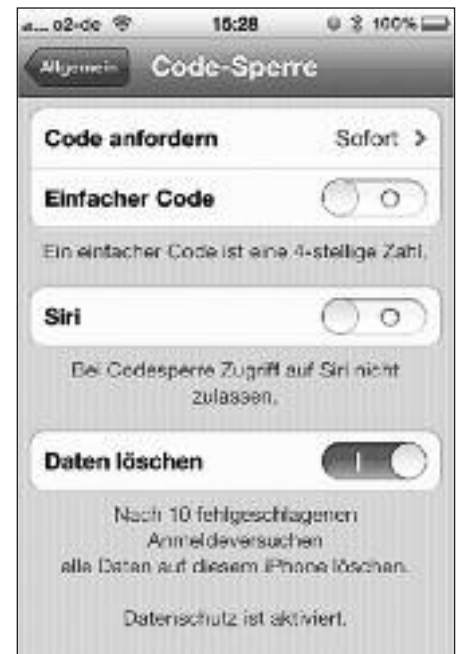 o2-de 15:28 100%
Allgemein Code-Sperre
Code anfordern Sofort >
Einfacher Code
Ein einfacher Code ist eine 4-stellige Zahl.
Siri
Bei Codesperre Zugriff auf Siri nicht
zulassen.
Daten löschen
Nach 10 fehlgeschlagenen
Anmeldeversuchen
alle Daten auf diesem iPhone löschen.
Datenschutz ist aktiviert.